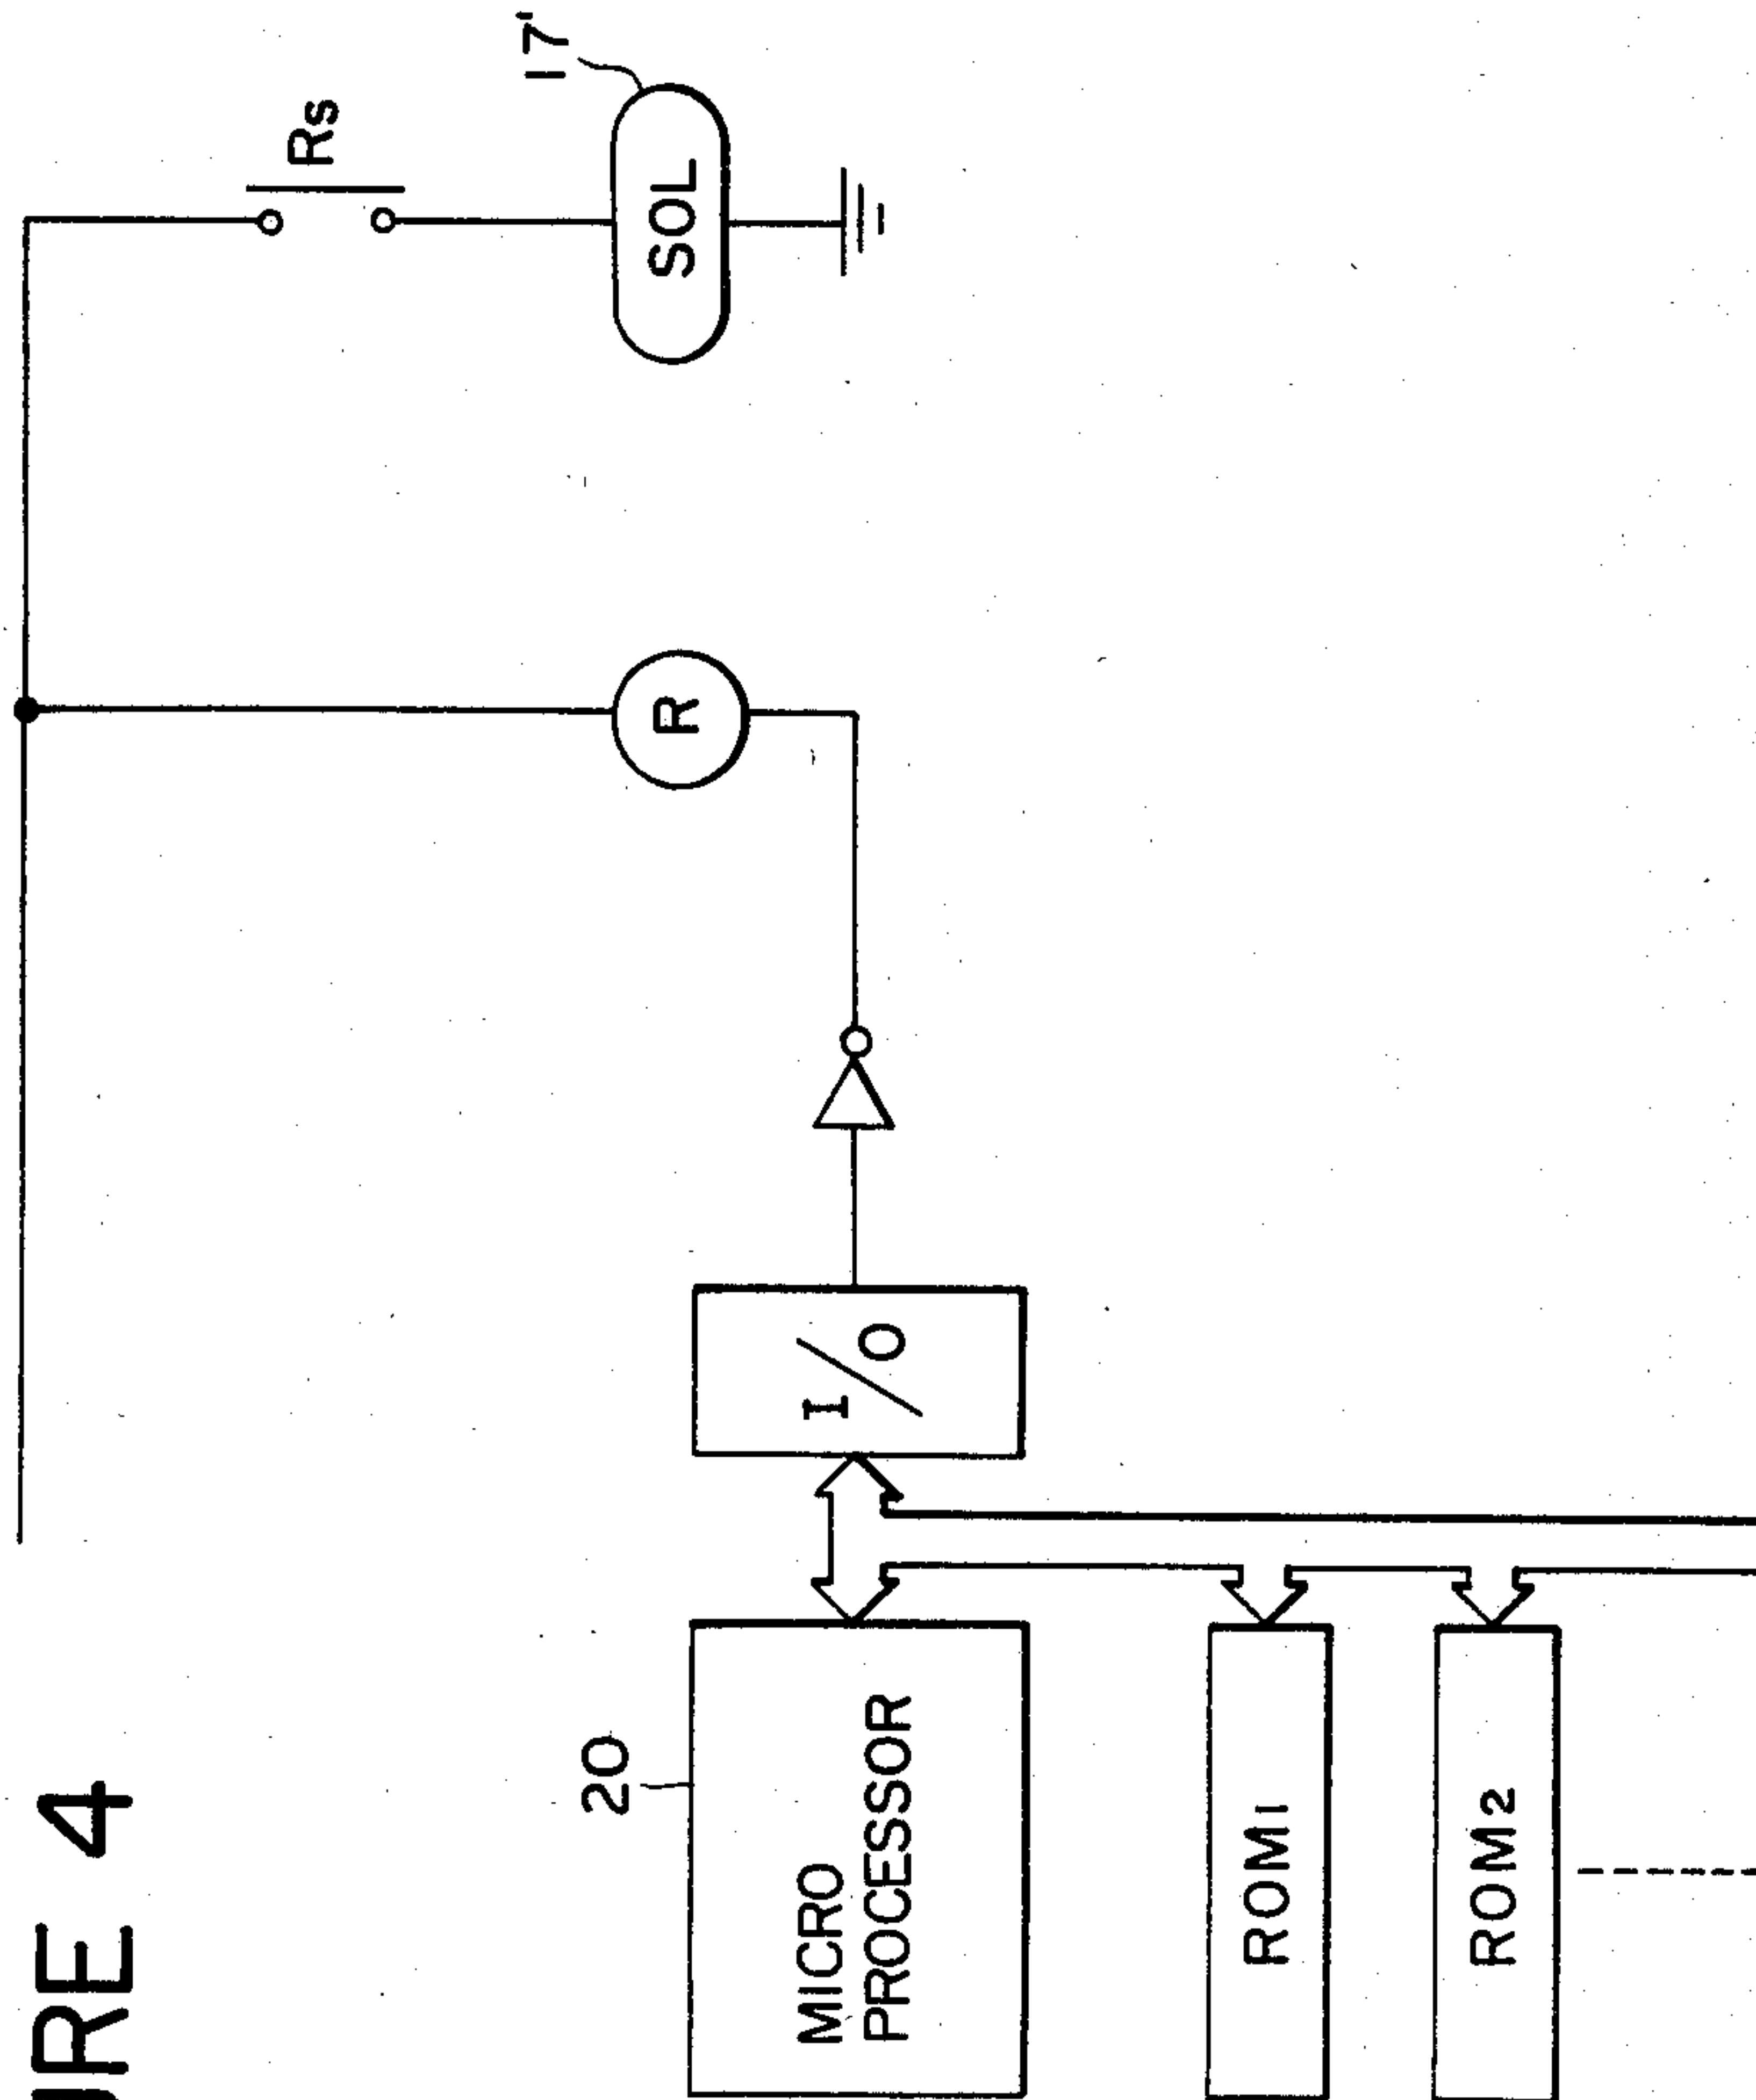 URE 4
Rs
17'
SOL
R
I/O
20
MICRO
PROCESSOR
ROM1
ROM2